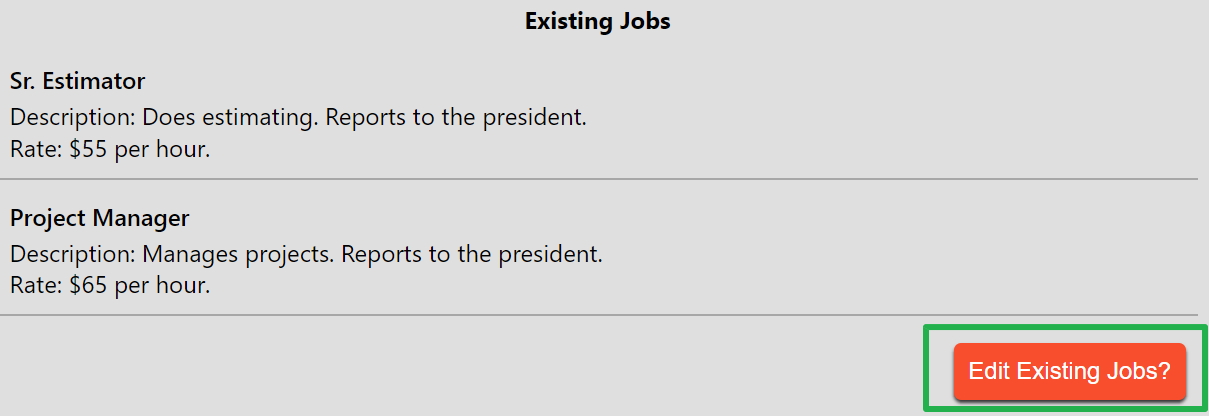 Existing Jobs
Sr. Estimator
Description: Does estimating. Reports to the president.
Rate: $55 per hour.
Project Manager
Description: Manages projects. Reports to the president.
Rate: $65 per hour.
Edit Existing Jobs?